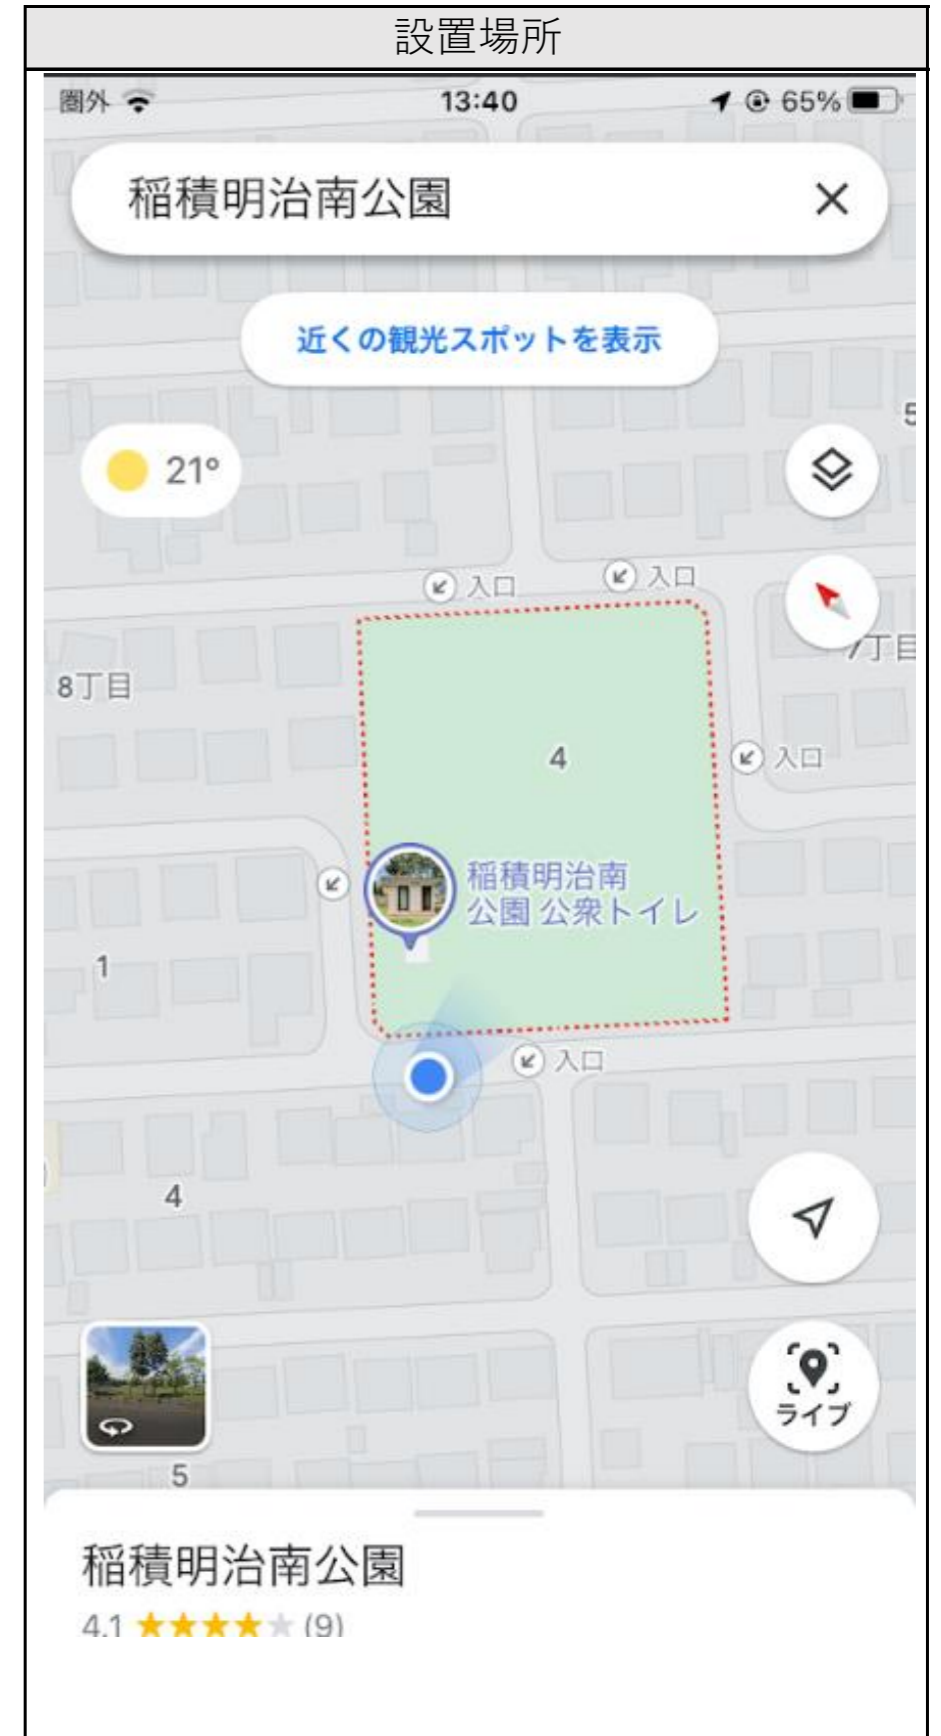 設置場所
圏外 13:40 65%
稲積明治南公園
近くの観光スポットを表示
5
21°
入口
入口
7丁目
8丁目
4
入口
稲積明治南
公園 公衆トイレ
1
入口
4
ライブ
5
稲積明治南公園
4.1 ★★★★★ (9)